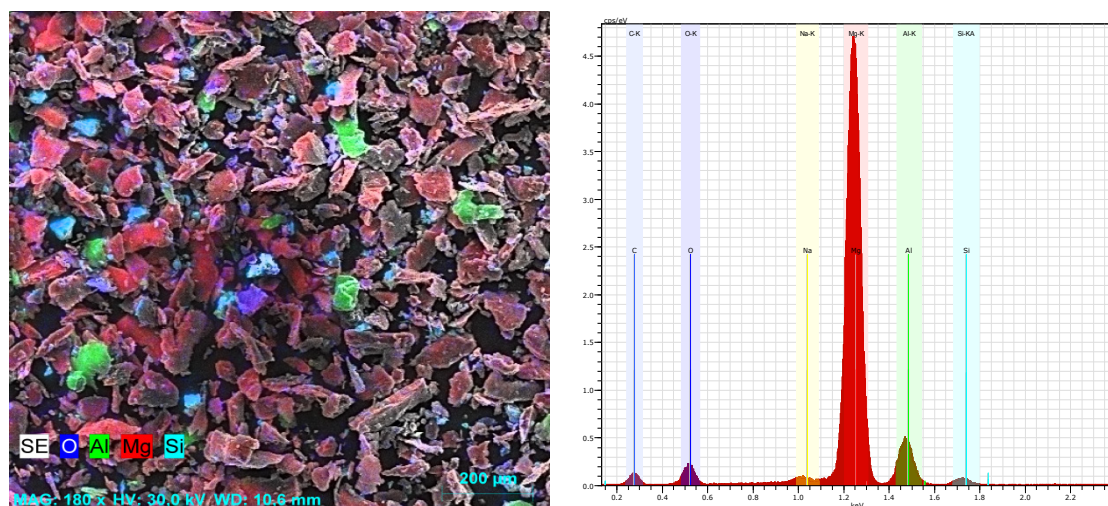 SE O Al Mg Si
200 µm
MAG: 180 x HV: 30.0 kV WD: 10.6 mm
cps/eV
C-K O-K Na-K Mg-K Al-K Si-KA
4.5
4.0
3.5
3.0
2.5
C O Na Mg Al Si
2.0
1.5
1.0
0.5
0.0
0.2 0.4 0.6 0.8 1.0 1.2 1.4 1.6 1.8 2.0 2.2
keV